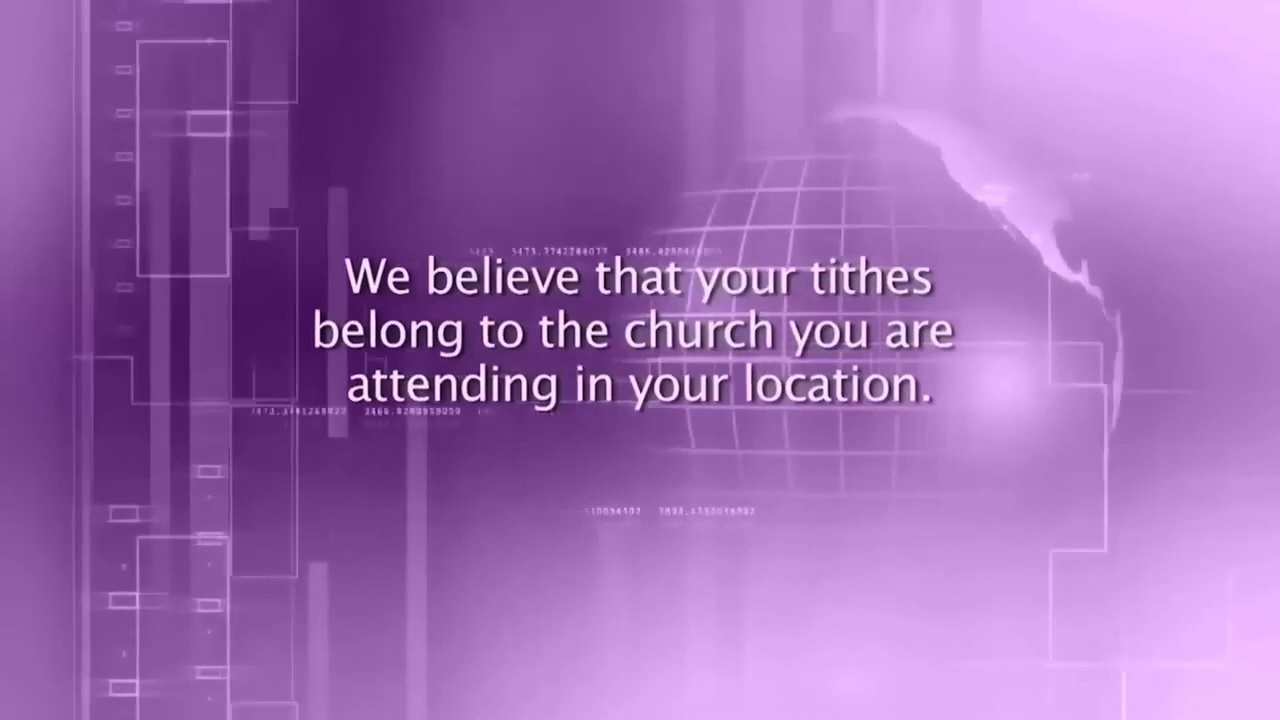 We believe that your tithes
belong to the church you are
attending in your location.